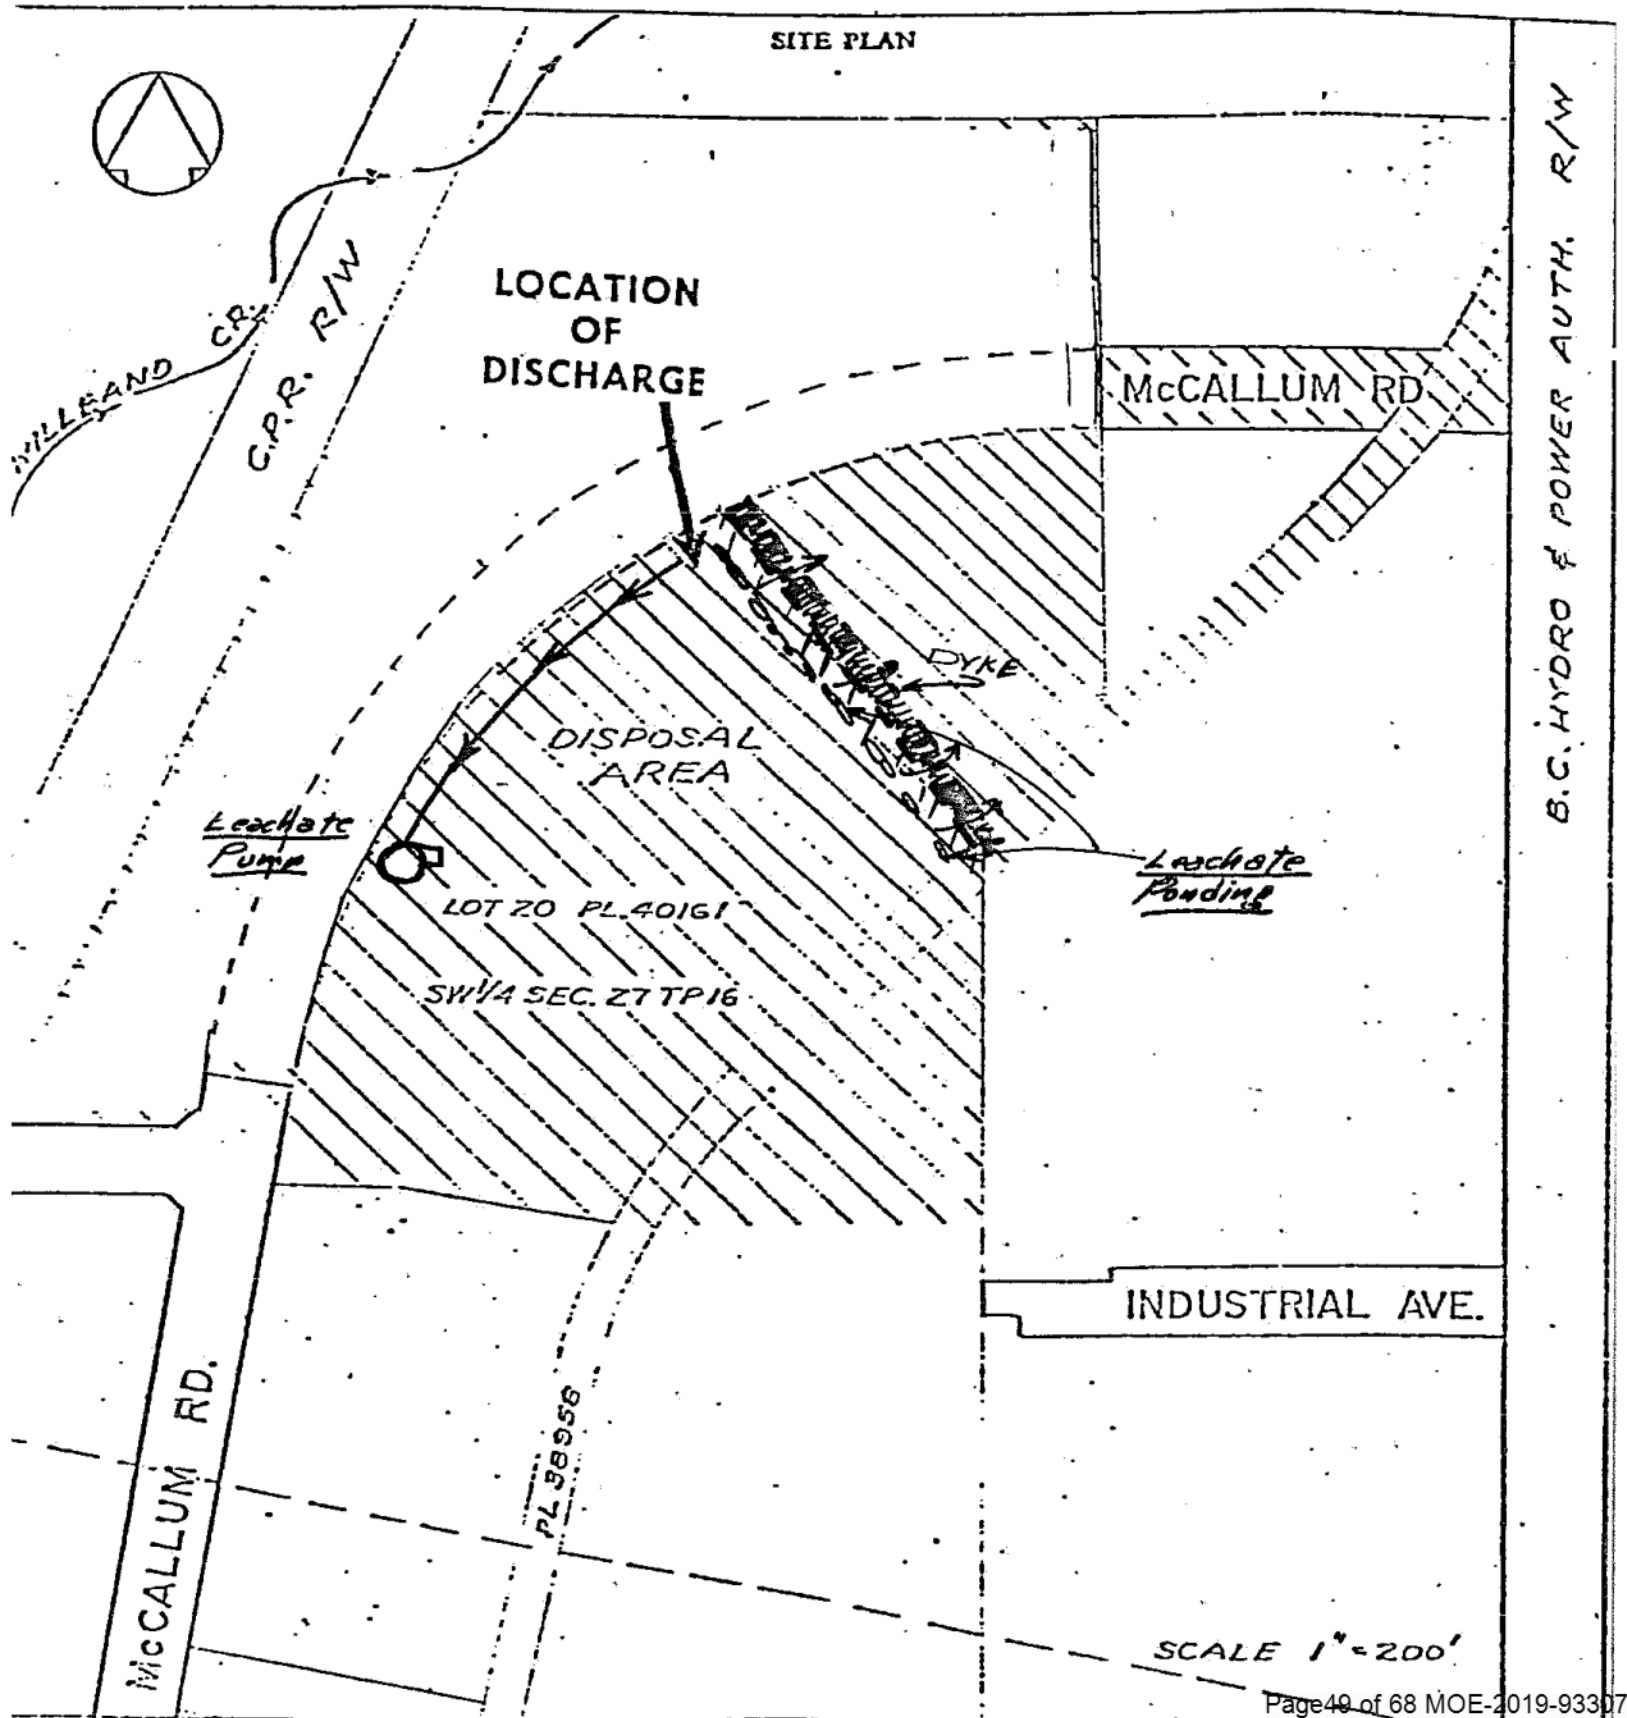 SITE PLAN
B.C. HYDRO & POWER AUTH. R/W
LOCATION
OF
DISCHARGE
CR.
C.P.R. R/W
McCALLUM RD
DYKE
DISPOSAL
AREA
Leachate
Pump
Leachate
Ponding
LOT 20 PL.40161
SW1/4 SEC. 27 TP16
INDUSTRIAL AVE.
McCALLUM RD.
PL 38956
SCALE 1"=200'
Page49 of 68 MOE-2019-93307